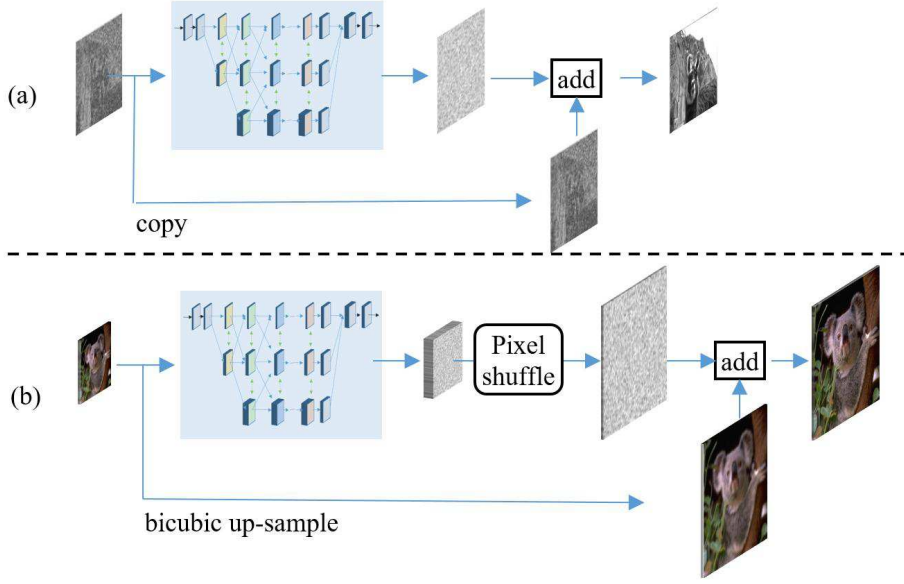 (a)
add
copy
(b)
Pixel
shuffle
add
bicubic up-sample